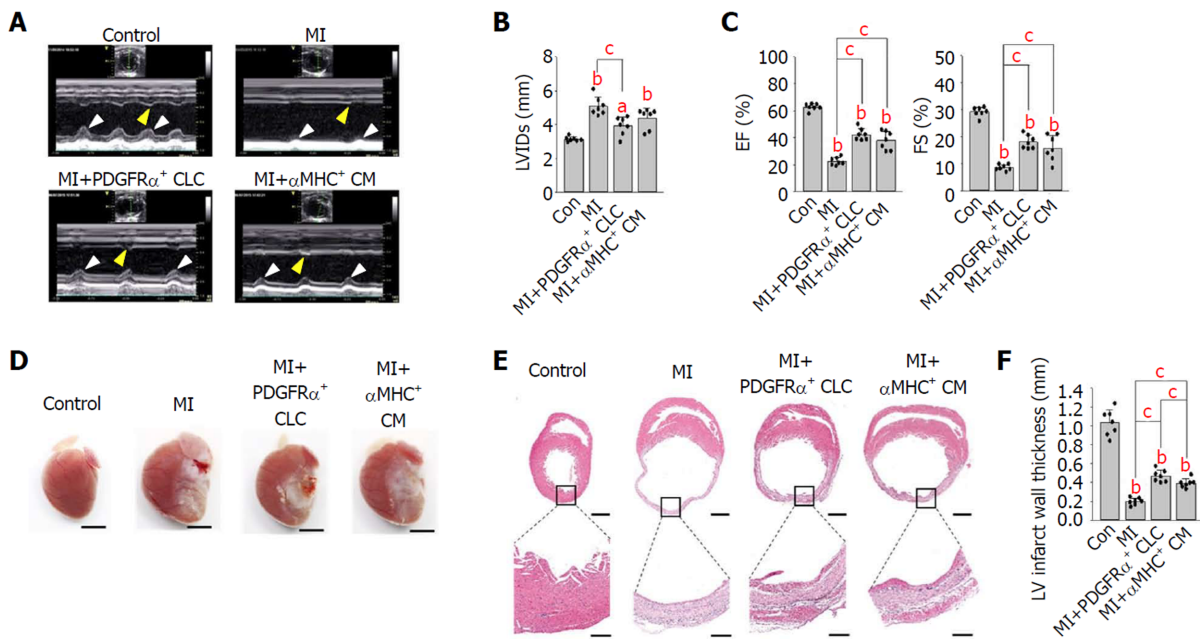 A
Control
MI
MI+PDGFRα⁺ CLC
MI+αMHC⁺ CM
B
LVIDs (mm)
8
6
4
2
0
c
b
a
b
Con
MI
MI+PDGFRα⁺ CLC
MI+αMHC⁺ CM
C
EF (%)
100
80
60
40
20
0
c
c
b
b
b
Con
MI
MI+PDGFRα⁺ CLC
MI+αMHC⁺ CM
FS (%)
50
40
30
20
10
0
c
c
b
b
b
Con
MI
MI+PDGFRα⁺ CLC
MI+αMHC⁺ CM
D
Control
MI
MI+
PDGFRα⁺
CLC
MI+
αMHC⁺
CM
E
Control
MI
MI+
PDGFRα⁺ CLC
MI+
αMHC⁺ CM
F
LV infarct wall thickness (mm)
1.4
1.2
1.0
0.8
0.6
0.4
0.2
0.0
c
c
c
b
b
b
Con
MI
MI+PDGFRα⁺ CLC
MI+αMHC⁺ CM